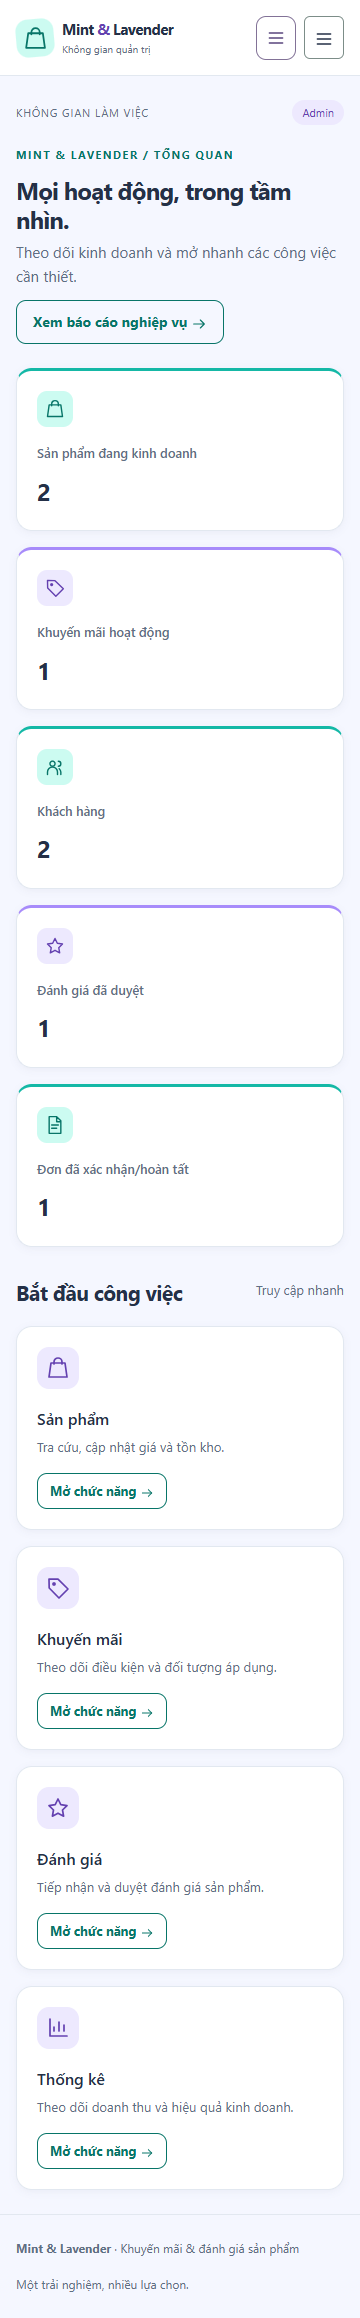 Mint & Lavender
Không gian quản trị
KHÔNG GIAN LÀM VIỆC
Admin
MINT & LAVENDER / TỔNG QUAN
Mọi hoạt động, trong tầm
nhìn.
Theo dõi kinh doanh và mở nhanh các công việc
cần thiết.
Xem báo cáo nghiệp vụ →
Sản phẩm đang kinh doanh
2
Khuyến mãi hoạt động
1
Khách hàng
2
Đánh giá đã duyệt
1
Đơn đã xác nhận/hoàn tất
1
Bắt đầu công việc
Truy cập nhanh
Sản phẩm
Tra cứu, cập nhật giá và tồn kho.
Mở chức năng →
Khuyến mãi
Theo dõi điều kiện và đối tượng áp dụng.
Mở chức năng →
Đánh giá
Tiếp nhận và duyệt đánh giá sản phẩm.
Mở chức năng →
Thống kê
Theo dõi doanh thu và hiệu quả kinh doanh.
Mở chức năng →
Mint & Lavender · Khuyến mãi & đánh giá sản phẩm
Một trải nghiệm, nhiều lựa chọn.